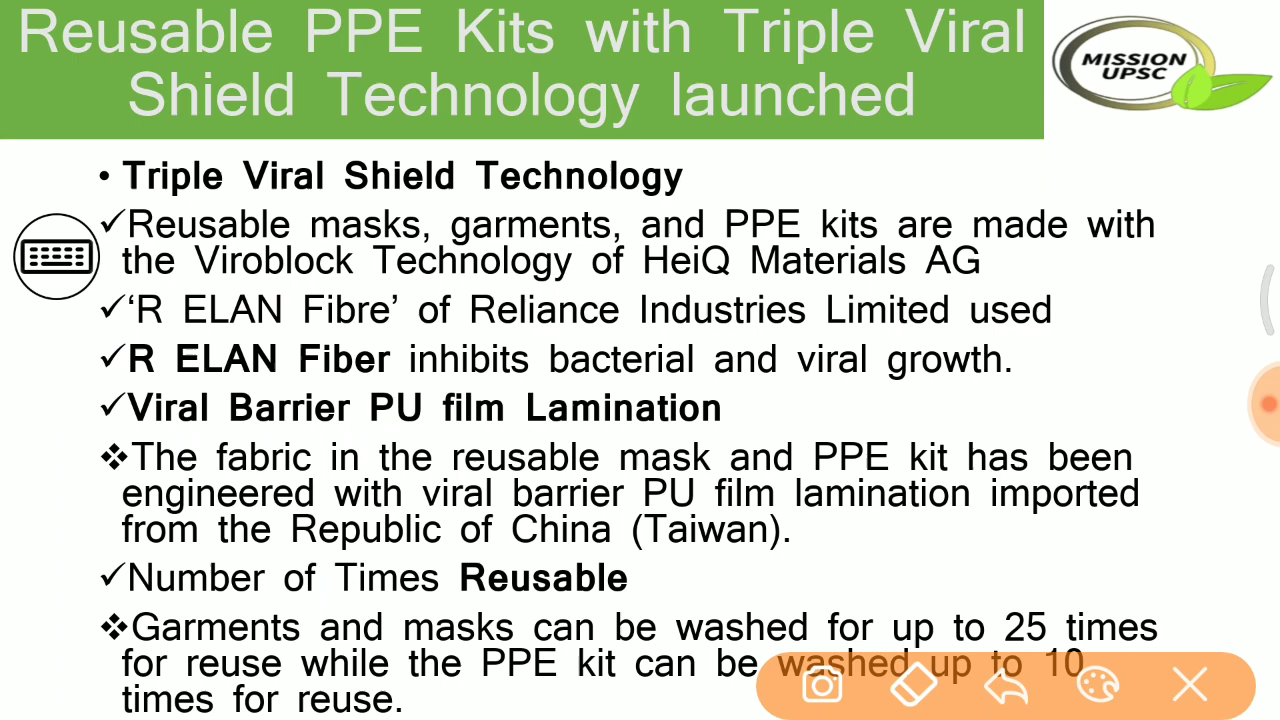 Reusable PPE Kits with Triple Viral
Shield Technology launched
MISSION
UPSC
• Triple Viral Shield Technology
✓Reusable masks, garments, and PPE kits are made with
the Viroblock Technology of HeiQ Materials AG
✓‘R ELAN Fibre’ of Reliance Industries Limited used
✓R ELAN Fiber inhibits bacterial and viral growth.
✓Viral Barrier PU film Lamination
❖The fabric in the reusable mask and PPE kit has been
engineered with viral barrier PU film lamination imported
from the Republic of China (Taiwan).
✓Number of Times Reusable
❖Garments and masks can be washed for up to 25 times
for reuse while the PPE kit can be washed up to 10
times for reuse.